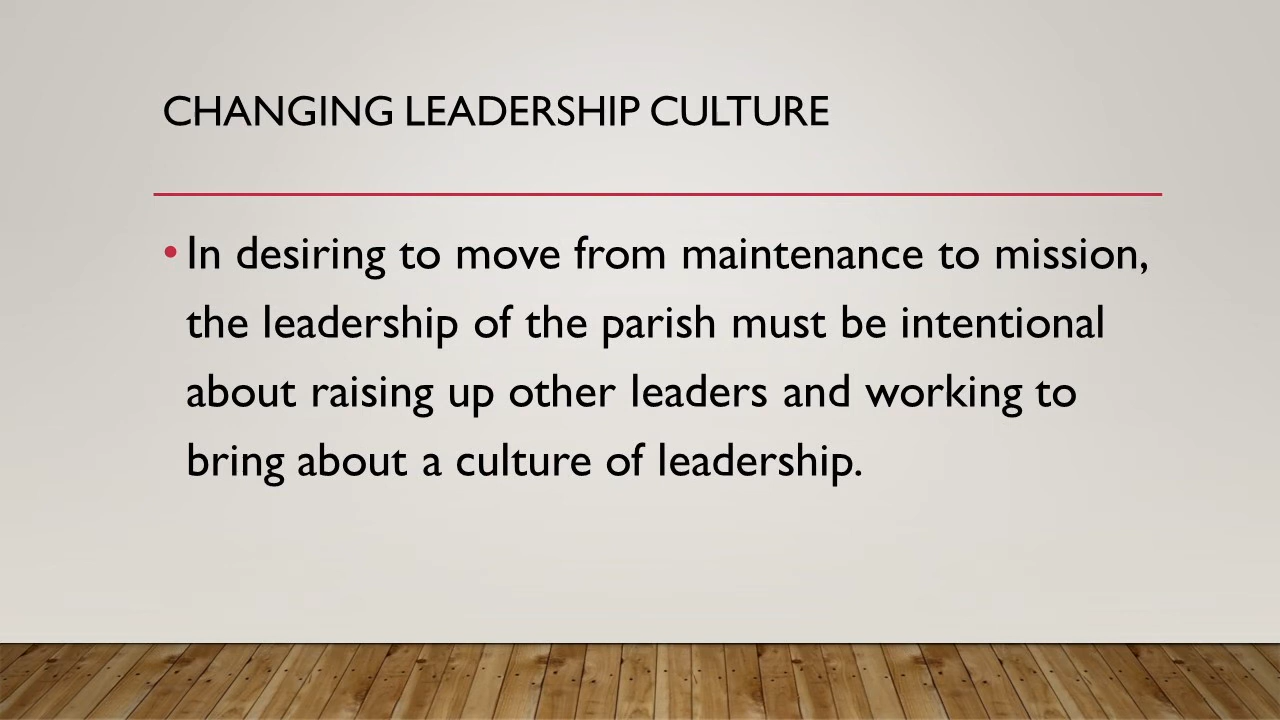 CHANGING LEADERSHIP CULTURE
• In desiring to move from maintenance to mission,
the leadership of the parish must be intentional
about raising up other leaders and working to
bring about a culture of leadership.